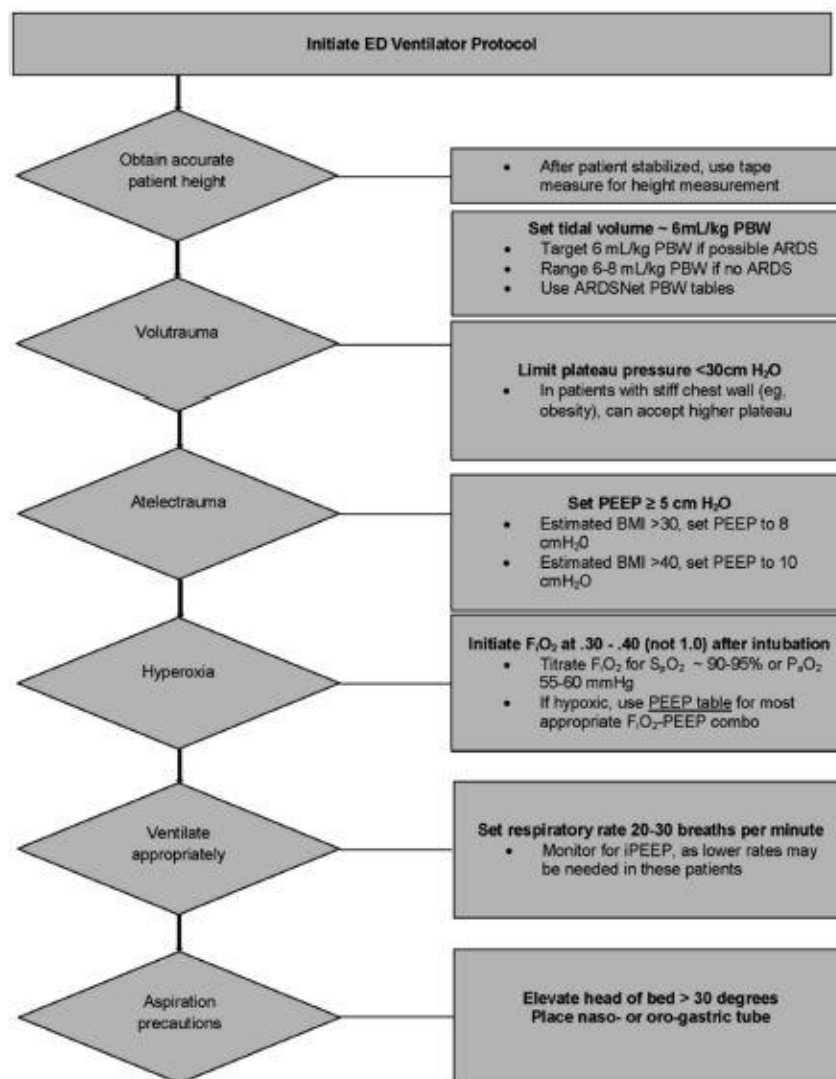 Initiate ED Ventilator Protocol
Obtain accurate
patient height
• After patient stabilized, use tape
measure for height measurement
Set tidal volume ~ 6mL/kg PBW
• Target 6 mL/kg PBW if possible ARDS
• Range 6-8 mL/kg PBW if no ARDS
• Use ARDSNet PBW tables
Volutrauma
Limit plateau pressure <30cm H₂O
• In patients with stiff chest wall (eg,
obesity), can accept higher plateau
Atelectrauma
Set PEEP ≥ 5 cm H₂O
• Estimated BMI >30, set PEEP to 8
cmH₂0
• Estimated BMI >40, set PEEP to 10
cmH₂O
Hyperoxia
Initiate FᵢO₂ at .30 - .40 (not 1.0) after intubation
• Titrate FᵢO₂ for SₚO₂ ~ 90-95% or PₐO₂
55-60 mmHg
• If hypoxic, use PEEP table for most
appropriate FᵢO₂-PEEP combo
Ventilate
appropriately
Set respiratory rate 20-30 breaths per minute
• Monitor for iPEEP, as lower rates may
be needed in these patients
Aspiration
precautions
Elevate head of bed > 30 degrees
Place naso- or oro-gastric tube